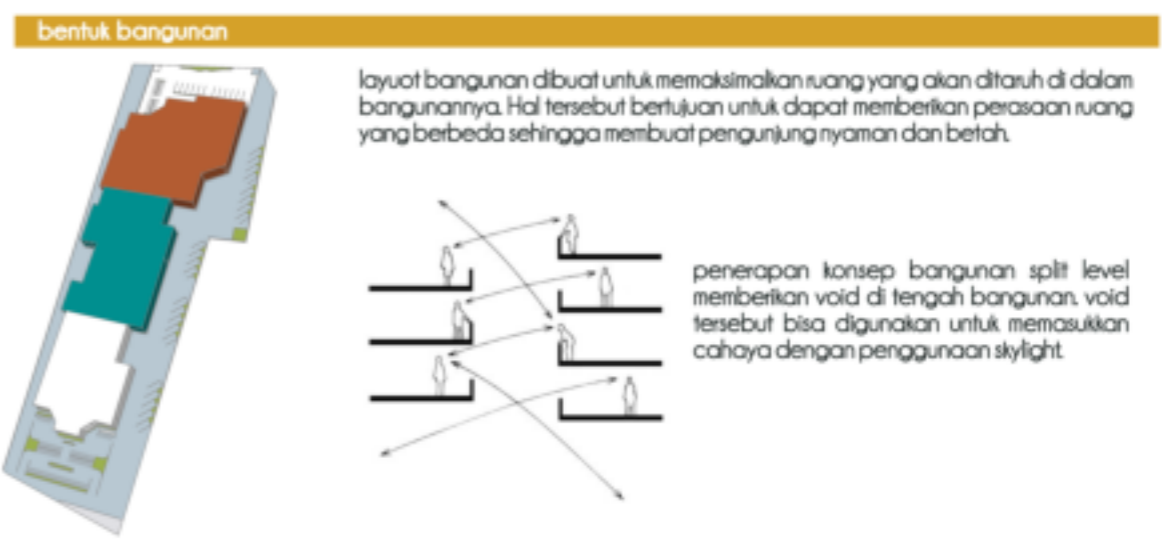 bentuk bangunan
layuot bangunan dibuat untuk memaksimalkan ruang yang akan ditaruh di dalam
bangunannya. Hal tersebut bertujuan untuk dapat memberikan perasaan ruang
yang berbeda sehingga membuat pengunjung nyaman dan betah.
penerapan konsep bangunan split level
memberikan void di tengah bangunan. void
tersebut bisa digunakan untuk memasukkan
cahaya dengan penggunaan skylight.